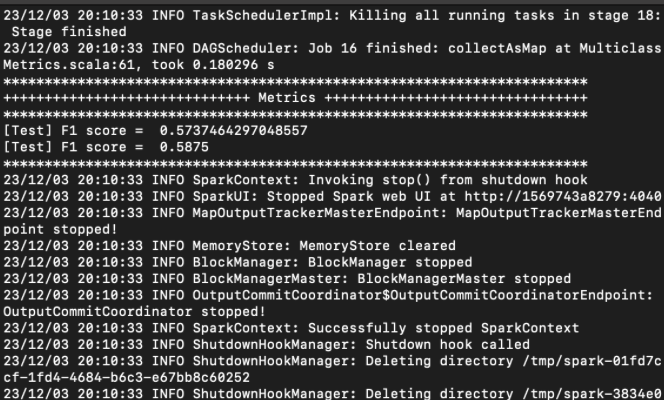 23/12/03 20:10:33 INFO TaskSchedulerImpl: Killing all running tasks in stage 18:
 Stage finished
23/12/03 20:10:33 INFO DAGScheduler: Job 16 finished: collectAsMap at Multiclass
Metrics.scala:61, took 0.180296 s
***********************************************************************
++++++++++++++++++++++++++++++ Metrics ++++++++++++++++++++++++++++++++
***********************************************************************
[Test] F1 score =  0.5737464297048557
[Test] F1 score =  0.5875
***********************************************************************
23/12/03 20:10:33 INFO SparkContext: Invoking stop() from shutdown hook
23/12/03 20:10:33 INFO SparkUI: Stopped Spark web UI at http://1569743a8279:4040
23/12/03 20:10:33 INFO MapOutputTrackerMasterEndpoint: MapOutputTrackerMasterEnd
point stopped!
23/12/03 20:10:33 INFO MemoryStore: MemoryStore cleared
23/12/03 20:10:33 INFO BlockManager: BlockManager stopped
23/12/03 20:10:33 INFO BlockManagerMaster: BlockManagerMaster stopped
23/12/03 20:10:33 INFO OutputCommitCoordinator$OutputCommitCoordinatorEndpoint:
OutputCommitCoordinator stopped!
23/12/03 20:10:33 INFO SparkContext: Successfully stopped SparkContext
23/12/03 20:10:33 INFO ShutdownHookManager: Shutdown hook called
23/12/03 20:10:33 INFO ShutdownHookManager: Deleting directory /tmp/spark-01fd7c
cf-1fd4-4684-b6c3-e67bb8c60252
23/12/03 20:10:33 INFO ShutdownHookManager: Deleting directory /tmp/spark-3834e0